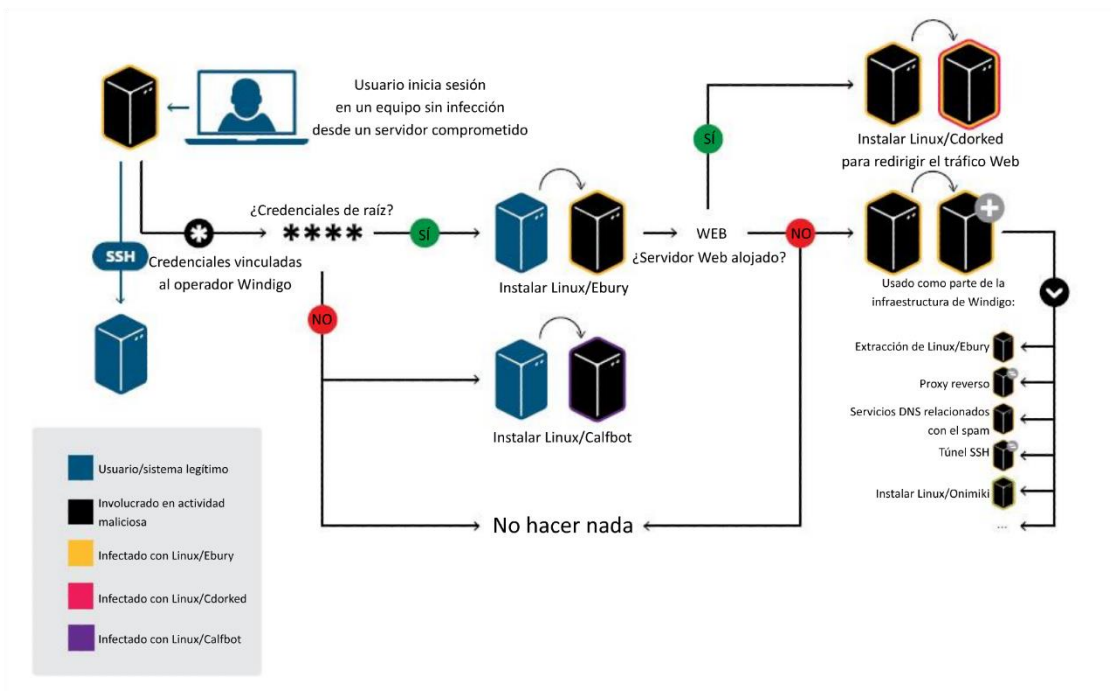 Usuario inicia sesión
en un equipo sin infección
desde un servidor comprometido
SSH
Credenciales vinculadas
al operador Windigo
¿Credenciales de raíz?
****
SÍ
NO
Instalar Linux/Ebury
Instalar Linux/Calfbot
WEB
¿Servidor Web alojado?
SÍ
NO
Instalar Linux/Cdorked
para redirigir el tráfico Web
Usado como parte de la
infraestructura de Windigo:
Extracción de Linux/Ebury
Proxy reverso
Servicios DNS relacionados
con el spam
Túnel SSH
Instalar Linux/Onimiki
...
No hacer nada
Usuario/sistema legítimo
Involucrado en actividad
maliciosa
Infectado con Linux/Ebury
Infectado con Linux/Cdorked
Infectado con Linux/Calfbot